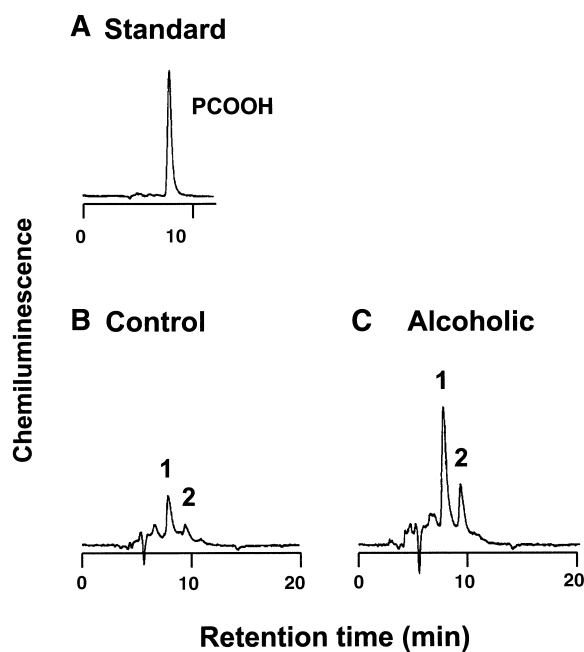 A Standard
PCOOH
0 10
Chemiluminescence
B Control
1
2
0 10 20
C Alcoholic
1
2
0 10 20
Retention time (min)